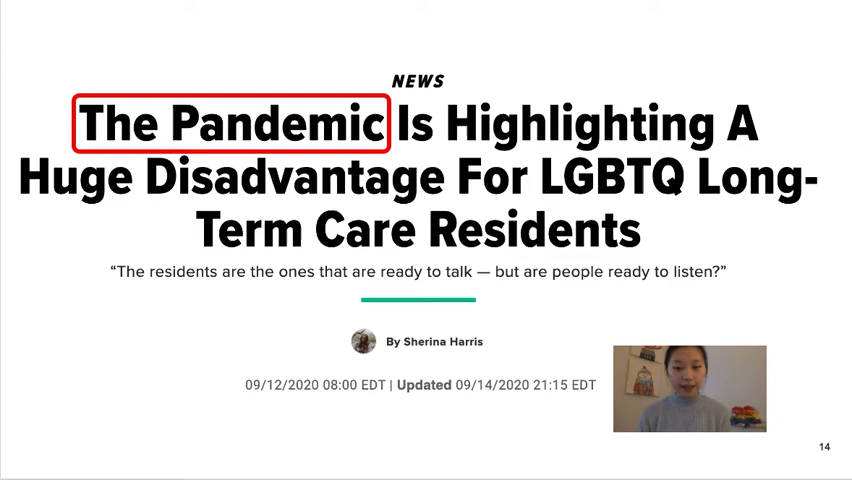 NEWS
The Pandemic Is Highlighting A
Huge Disadvantage For LGBTQ Long-
Term Care Residents
“The residents are the ones that are ready to talk — but are people ready to listen?”
By Sherina Harris
09/12/2020 08:00 EDT | Updated 09/14/2020 21:15 EDT
14